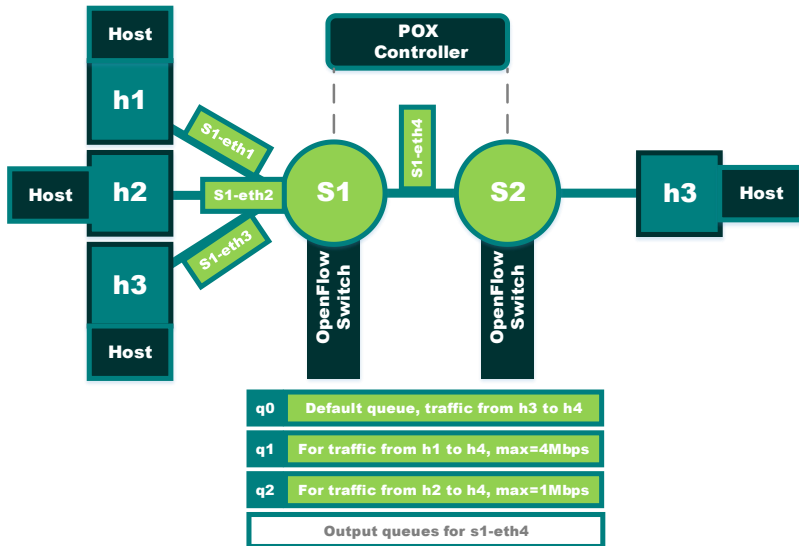 Host
POX
Controller
h1
S1-eth1
S1-eth4
Host
h2
S1-eth2
S1
S2
h3
Host
S1-eth3
h3
Host
OpenFlow
Switch
OpenFlow
Switch
q0 Default queue, traffic from h3 to h4
q1 For traffic from h1 to h4, max=4Mbps
q2 For traffic from h2 to h4, max=1Mbps
Output queues for s1-eth4